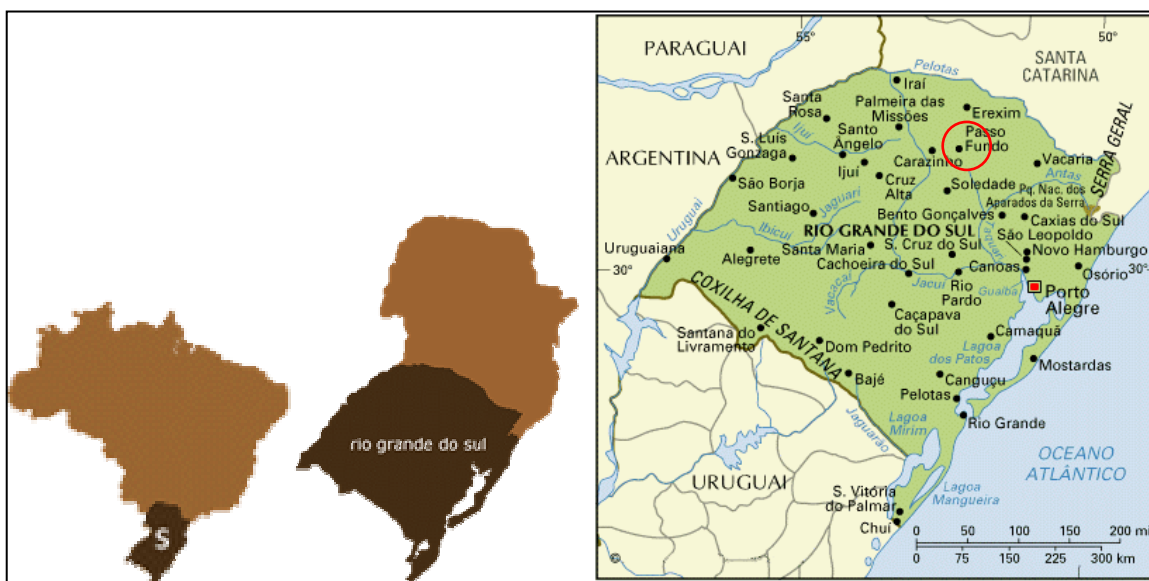 S
rio grande do sul
55°
50°
PARAGUAI
SANTA
CATARINA
Pelotas
Iraí
Santa
Rosa
Palmeira das
Missões
Erexim
Ijuí
Santo
Ângelo
Passo
Fundo
S. Luís
Gonzaga
ARGENTINA
Ijuí
Carazinho
Vacaria
Antas
SERRA GERAL
São Borja
Cruz
Alta
Soledade
Pq. Nac. dos
Aparados da Serra
Santiago
Jaguari
Bento Gonçalves
Caxias do Sul
Uruguai
Ibicuí
RIO GRANDE DO SUL
Taquari
São Leopoldo
Uruguaiana
Alegrete
Santa Maria
S. Cruz do Sul
Novo Hamburgo
30°
Cachoeira do Sul
Canoas
Osório
30°
COXILHA DE SANTANA
Vacacaí
Jacuí
Rio
Pardo
Guaíba
Porto
Alegre
Caçapava
do Sul
Santana do
Livramento
Dom Pedrito
Lagoa
dos Patos
Camaquã
Mostardas
Bajé
Canguçu
Pelotas
Rio Grande
Jaguarão
Lagoa
Mirim
OCEANO
ATLÂNTICO
URUGUAI
Lagoa
Mangueira
S. Vitória
do Palmar
Chuí
0 50 100 150 200 mi
0 75 150 225 300 km
©